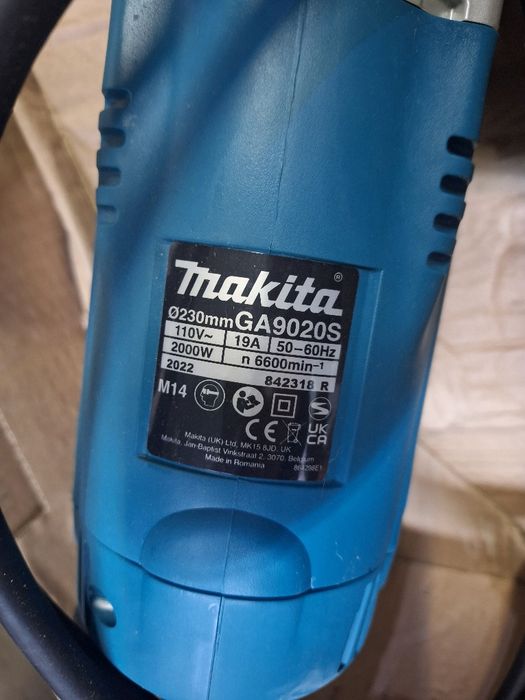 makita ®
Ø230mm GA9020S
110V~ 19A 50-60Hz
2000W n 6600min⁻¹
2022 842318 R
M14
CE UK CA
Makita (UK) Ltd, MK15 8JD, UK
Makita, Jan-Baptist Vinkstraat 2, 3070, Belgium
Made in Romania